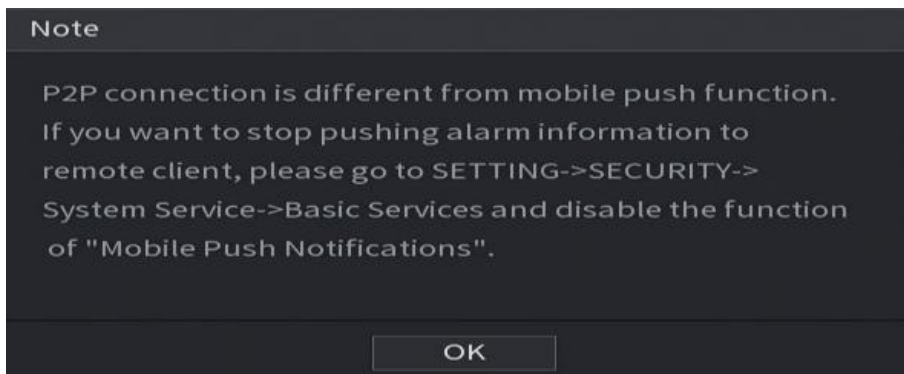 Note
P2P connection is different from mobile push function.
If you want to stop pushing alarm information to
remote client, please go to SETTING->SECURITY->
System Service->Basic Services and disable the function
of "Mobile Push Notifications".
OK